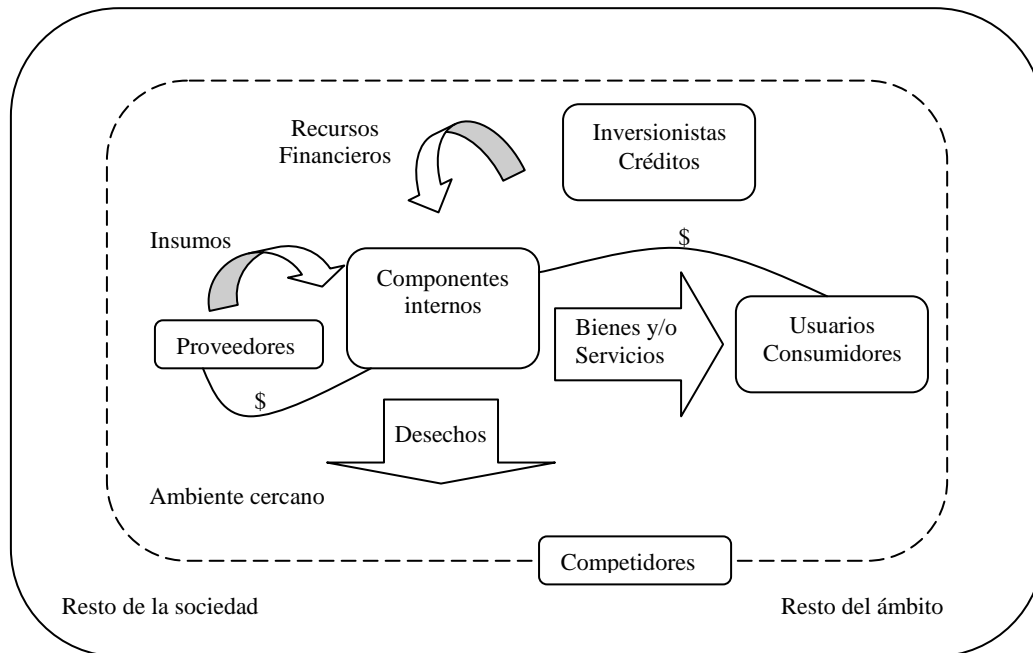 Recursos
Financieros
Inversionistas
Créditos
Insumos
$
Componentes
internos
Bienes y/o
Servicios
Usuarios
Consumidores
Proveedores
$
Desechos
Ambiente cercano
Competidores
Resto de la sociedad
Resto del ámbito